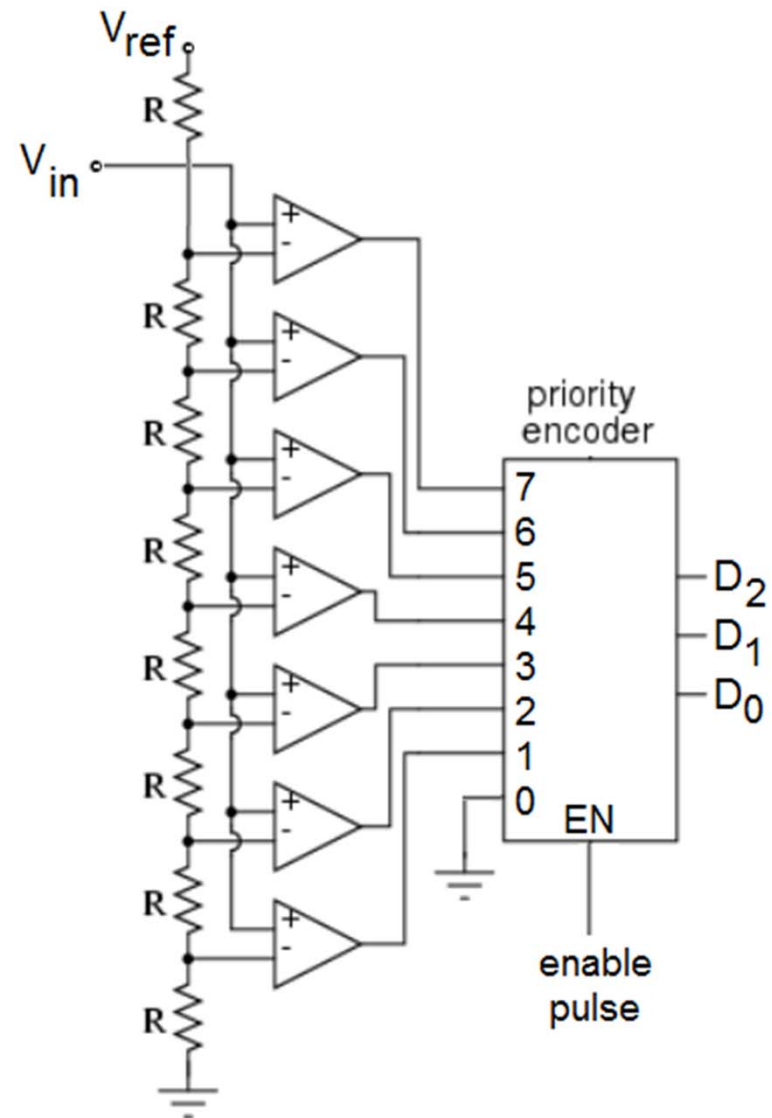 Vref
R
Vin
+
-
R
+
-
R
+
-
R
+
-
R
+
-
R
+
-
R
+
-
R
priority
encoder
7
6
5
4
3
2
1
0
EN
D2
D1
D0
enable
pulse